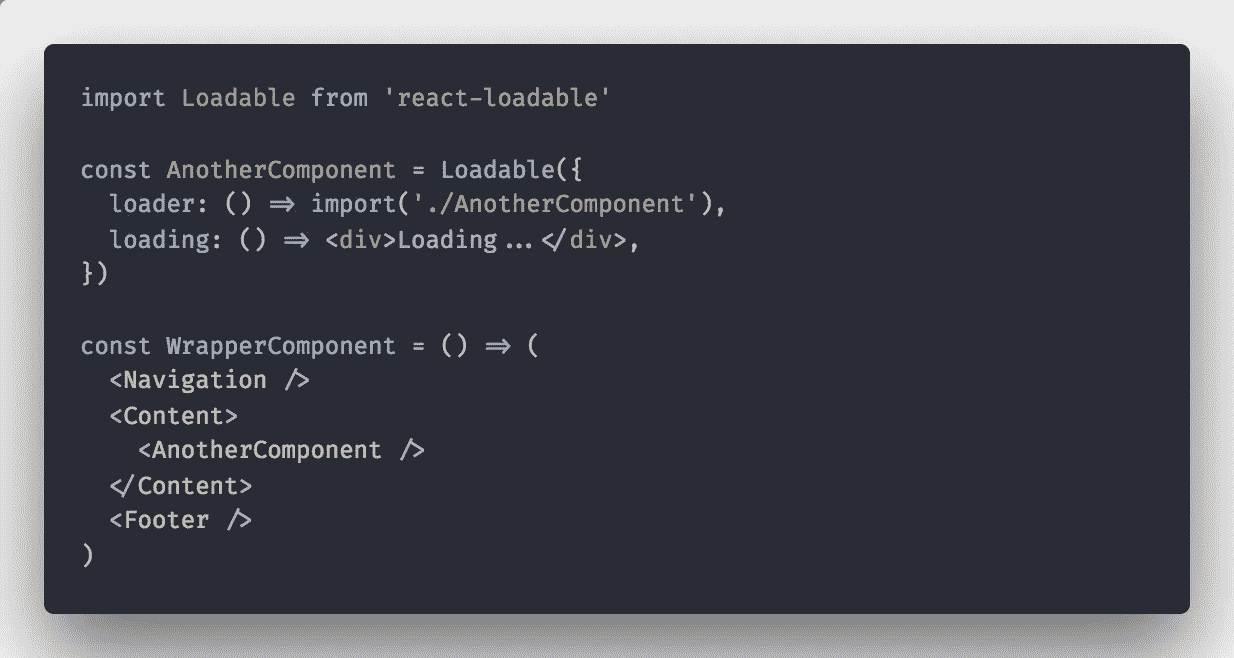 import Loadable from 'react-loadable'
const AnotherComponent = Loadable({
  loader: () => import('./AnotherComponent'),
  loading: () => <div>Loading...</div>,
})
const WrapperComponent = () => (
  <Navigation />
  <Content>
    <AnotherComponent />
  </Content>
  <Footer />
)